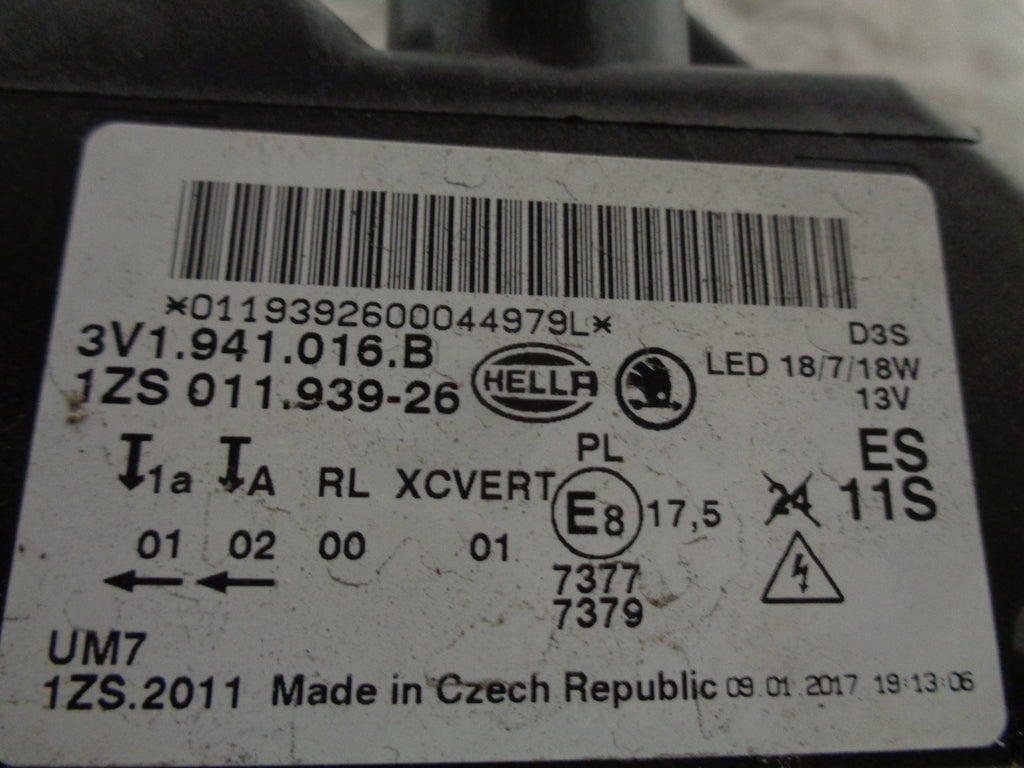 *0119392600044979L*
3V1.941.016.B
1ZS 011.939-26
HELLA
D3S
LED 18/7/18W
13V
1a A RL XCVERT
PL
E8 17,5
24
ES
11S
01 02 00 01
7377
7379
UM7
1ZS.2011 Made in Czech Republic 09.01.2017 19:13:06